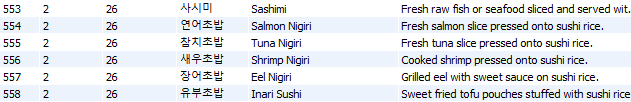 553 2 26 사시미 Sashimi Fresh raw fish or seafood sliced and served wit.
554 2 26 연어초밥 Salmon Nigiri Fresh salmon slice pressed onto sushi rice.
555 2 26 참치초밥 Tuna Nigiri Fresh tuna slice pressed onto sushi rice.
556 2 26 새우초밥 Shrimp Nigiri Cooked shrimp pressed onto sushi rice.
557 2 26 장어초밥 Eel Nigiri Grilled eel with sweet sauce on sushi rice.
558 2 26 유부초밥 Inari Sushi Sweet fried tofu pouches stuffed with sushi rice